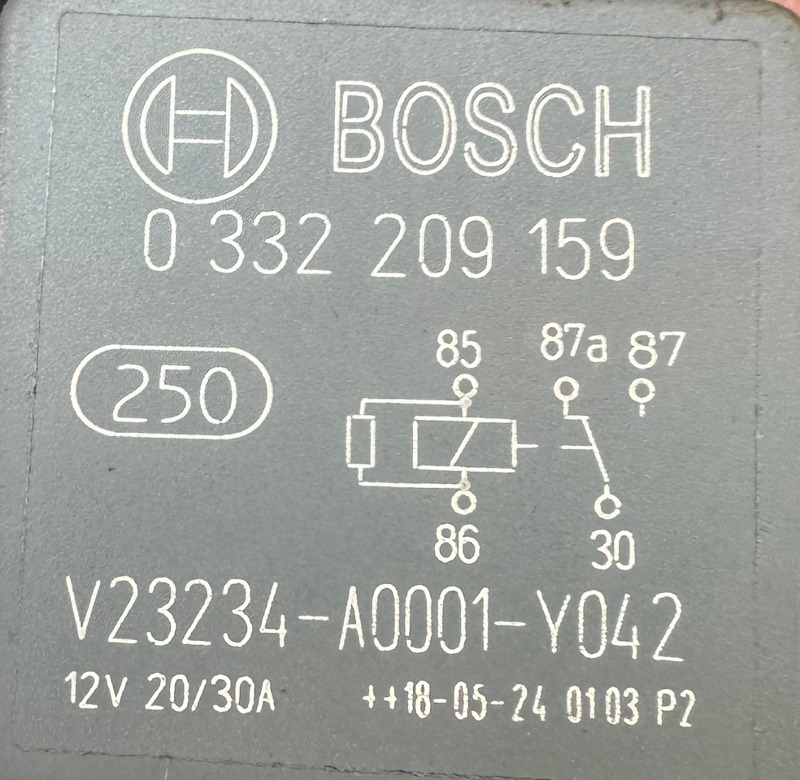 BOSCH
0 332 209 159
250
85 87a 87
86 30
V23234-A0001-Y042
12V 20/30A ++18-05-24 0103 P2